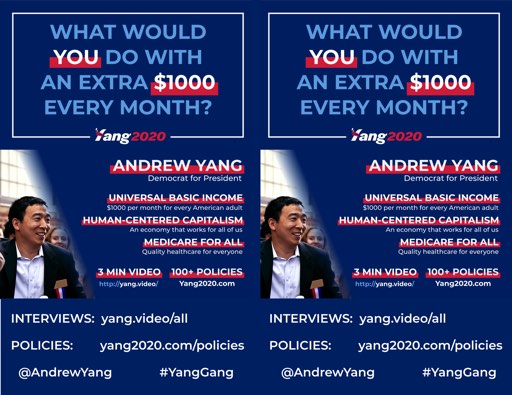 WHAT WOULD
YOU DO WITH
AN EXTRA $1000
EVERY MONTH?
Yang2020
ANDREW YANG
Democrat for President
UNIVERSAL BASIC INCOME
$1000 per month for every American adult
HUMAN-CENTERED CAPITALISM
An economy that works for all of us
MEDICARE FOR ALL
Quality healthcare for everyone
3 MIN VIDEO 100+ POLICIES
http://yang.video/ Yang2020.com
INTERVIEWS: yang.video/all
POLICIES: yang2020.com/policies
@AndrewYang #YangGang
WHAT WOULD
YOU DO WITH
AN EXTRA $1000
EVERY MONTH?
Yang2020
ANDREW YANG
Democrat for President
UNIVERSAL BASIC INCOME
$1000 per month for every American adult
HUMAN-CENTERED CAPITALISM
An economy that works for all of us
MEDICARE FOR ALL
Quality healthcare for everyone
3 MIN VIDEO 100+ POLICIES
http://yang.video/ Yang2020.com
INTERVIEWS: yang.video/all
POLICIES: yang2020.com/policies
@AndrewYang #YangGang